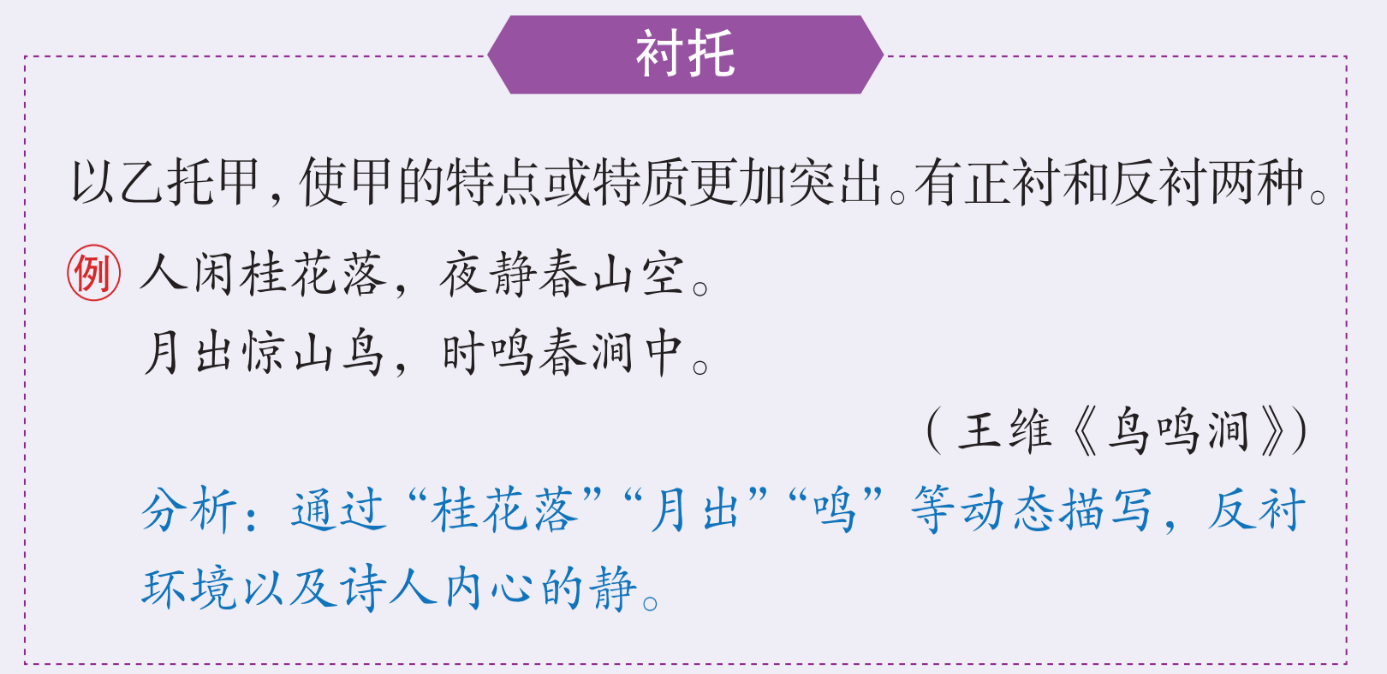 衬托
以乙托甲，使甲的特点或特质更加突出。有正衬和反衬两种。
例 人闲桂花落，夜静春山空。
月出惊山鸟，时鸣春涧中。
（王维《鸟鸣涧》）
分析：通过“桂花落”“月出”“鸣”等动态描写，反衬
环境以及诗人内心的静。